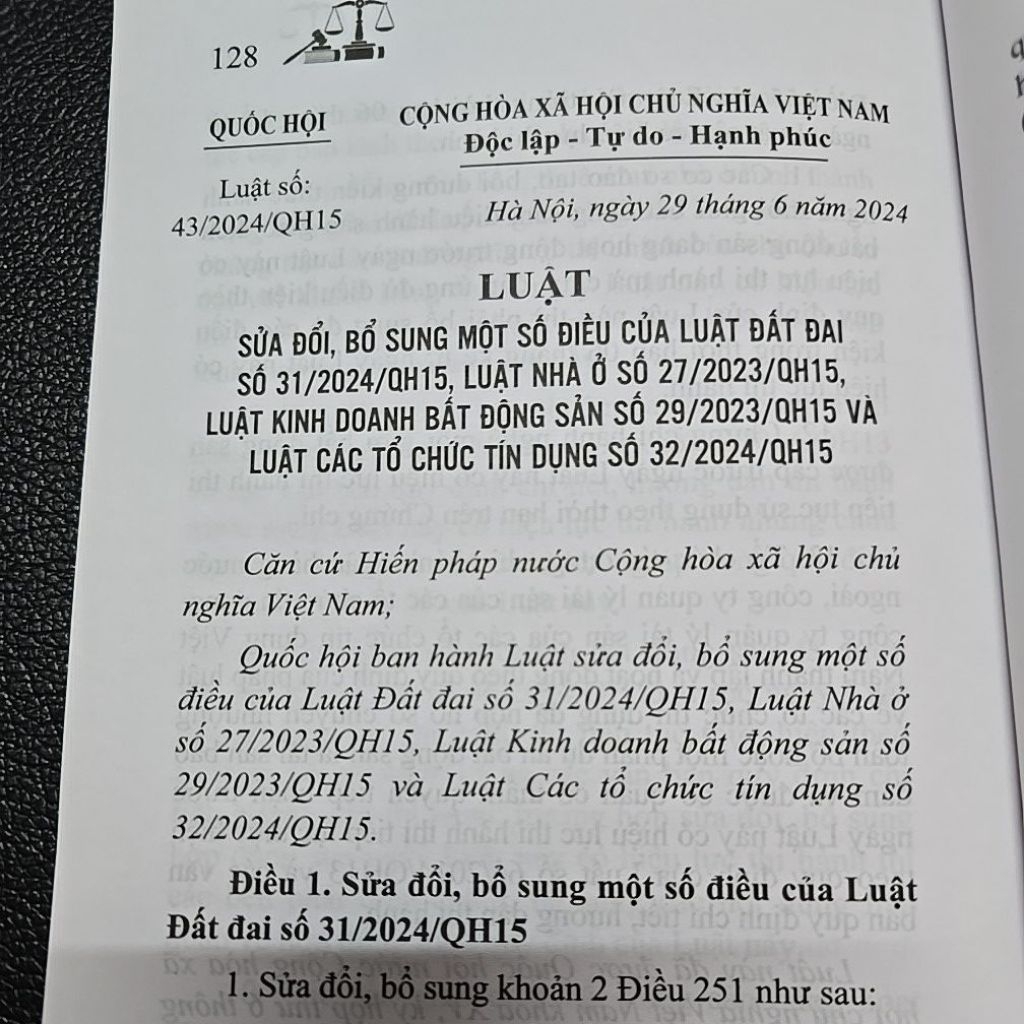 128
QUỐC HỘI
CỘNG HÒA XÃ HỘI CHỦ NGHĨA VIỆT NAM
Độc lập - Tự do - Hạnh phúc
Luật số:
43/2024/QH15
Hà Nội, ngày 29 tháng 6 năm 2024
LUẬT
SỬA ĐỔI, BỔ SUNG MỘT SỐ ĐIỀU CỦA LUẬT ĐẤT ĐAI
SỐ 31/2024/QH15, LUẬT NHÀ Ở SỐ 27/2023/QH15,
LUẬT KINH DOANH BẤT ĐỘNG SẢN SỐ 29/2023/QH15 VÀ
LUẬT CÁC TỔ CHỨC TÍN DỤNG SỐ 32/2024/QH15
Căn cứ Hiến pháp nước Cộng hòa xã hội chủ
nghĩa Việt Nam;
Quốc hội ban hành Luật sửa đổi, bổ sung một số
điều của Luật Đất đai số 31/2024/QH15, Luật Nhà ở
số 27/2023/QH15, Luật Kinh doanh bất động sản số
29/2023/QH15 và Luật Các tổ chức tín dụng số
32/2024/QH15.
Điều 1. Sửa đổi, bổ sung một số điều của Luật
Đất đai số 31/2024/QH15
1. Sửa đổi, bổ sung khoản 2 Điều 251 như sau: